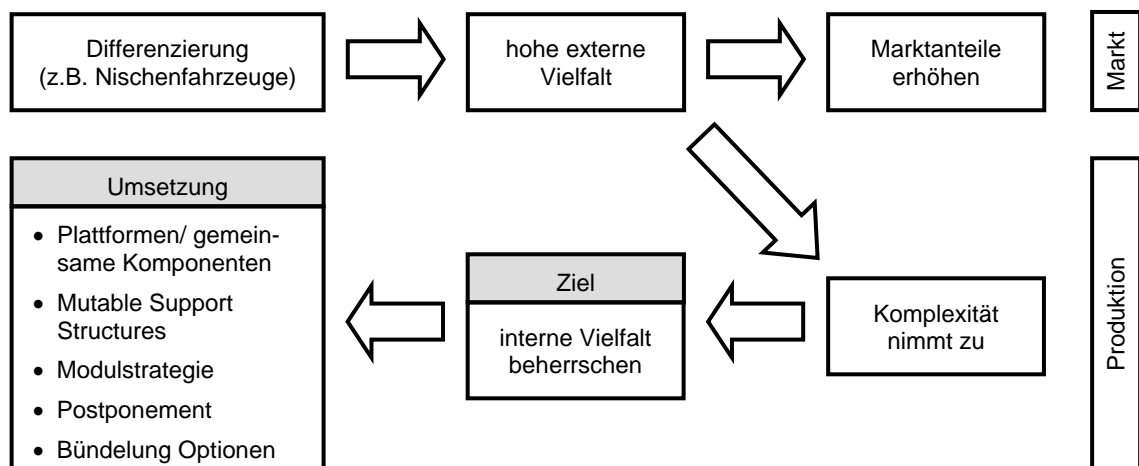 Differenzierung
(z.B. Nischenfahrzeuge)
hohe externe
Vielfalt
Marktanteile
erhöhen
Markt
Umsetzung
• Plattformen/ gemein-
same Komponenten
• Mutable Support
Structures
• Modulstrategie
• Postponement
• Bündelung Optionen
Ziel
interne Vielfalt
beherrschen
Komplexität
nimmt zu
Produktion